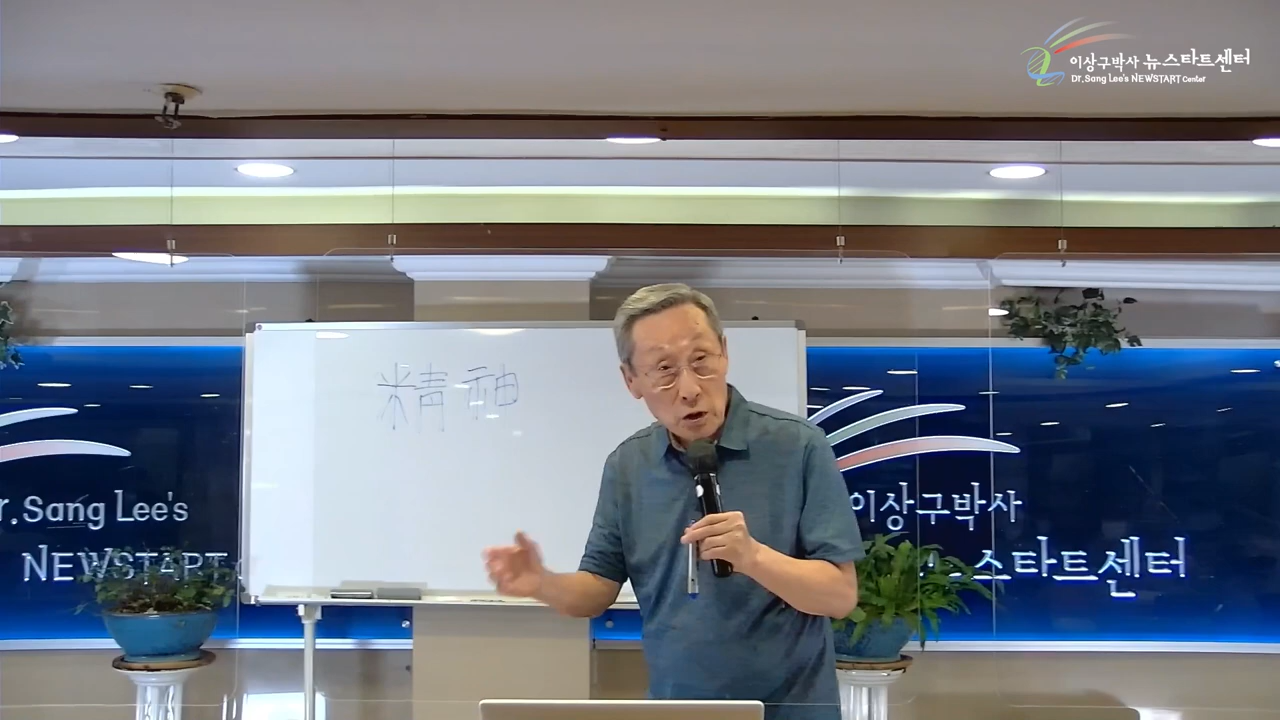 이상구박사 뉴스타트센터
Dr. Sang Lee's NEWSTART Center
精神
r. Sang Lee's
NEWSTART
이상구박사
스타트센터